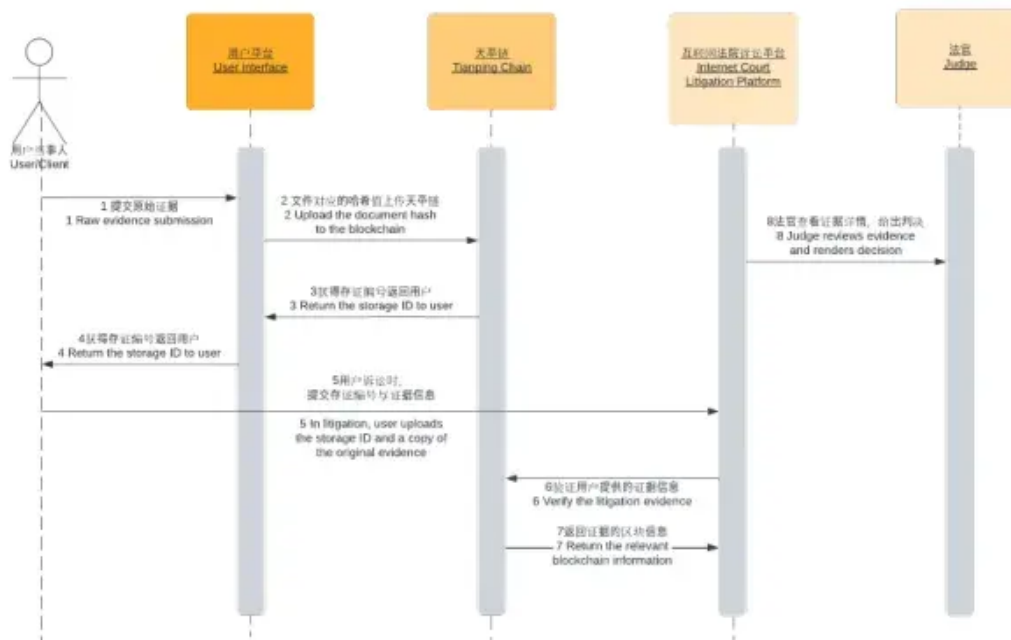 用户平台
User Interface
天平链
Tianping Chain
互联网法院诉讼平台
Internet Court
Litigation Platform
法官
Judge
用户当事人
User/Client
1 提交原始证据
1 Raw evidence submission
2 文件对应的哈希值上传天平链
2 Upload the document hash
to the blockchain
8法官查看证据详情，给出判决
8 Judge reviews evidence
and renders decision
3获得存证编号返回用户
3 Return the storage ID to user
4获得存证编号返回用户
4 Return the storage ID to user
5用户诉讼时，
提交存证编号与证据信息
5 In litigation, user uploads
the storage ID and a copy of
the original evidence
6验证用户提供的证据信息
6 Verify the litigation evidence
7返回证据的区块信息
7 Return the relevant
blockchain information